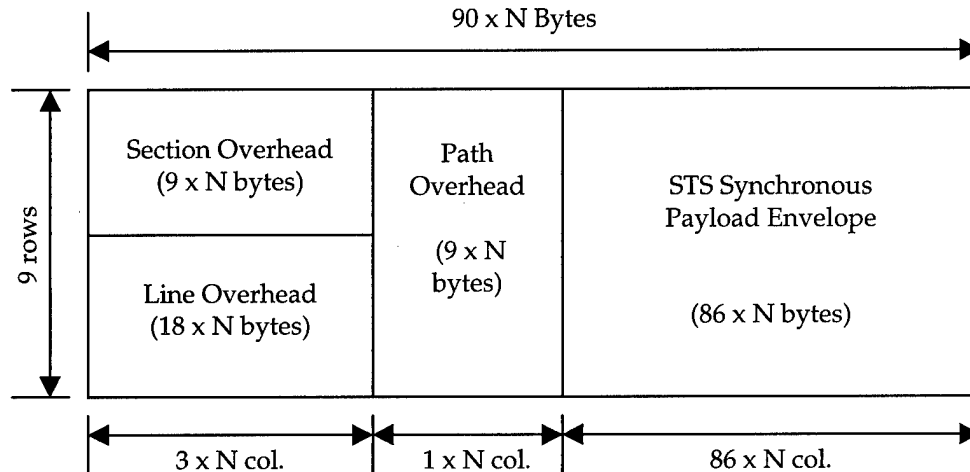 90 x N Bytes
9 rows
Section Overhead
(9 x N bytes)
Line Overhead
(18 x N bytes)
Path
Overhead
(9 x N
bytes)
STS Synchronous
Payload Envelope
(86 x N bytes)
3 x N col.
1 x N col.
86 x N col.